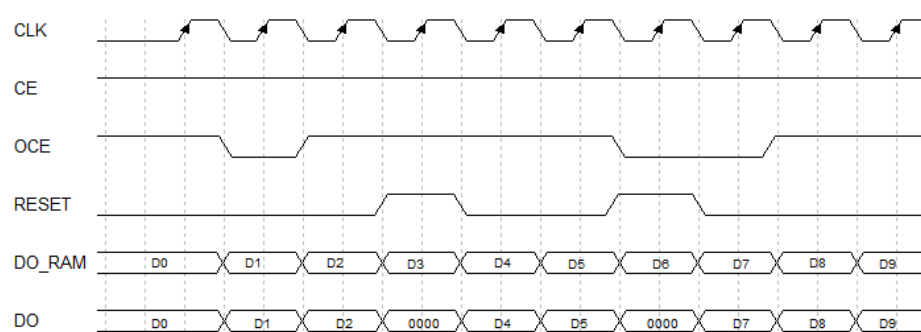 CLK
CE
OCE
RESET
DO_RAM D0 D1 D2 D3 D4 D5 D6 D7 D8 D9
DO D0 D1 D2 0000 D4 D5 0000 D7 D8 D9